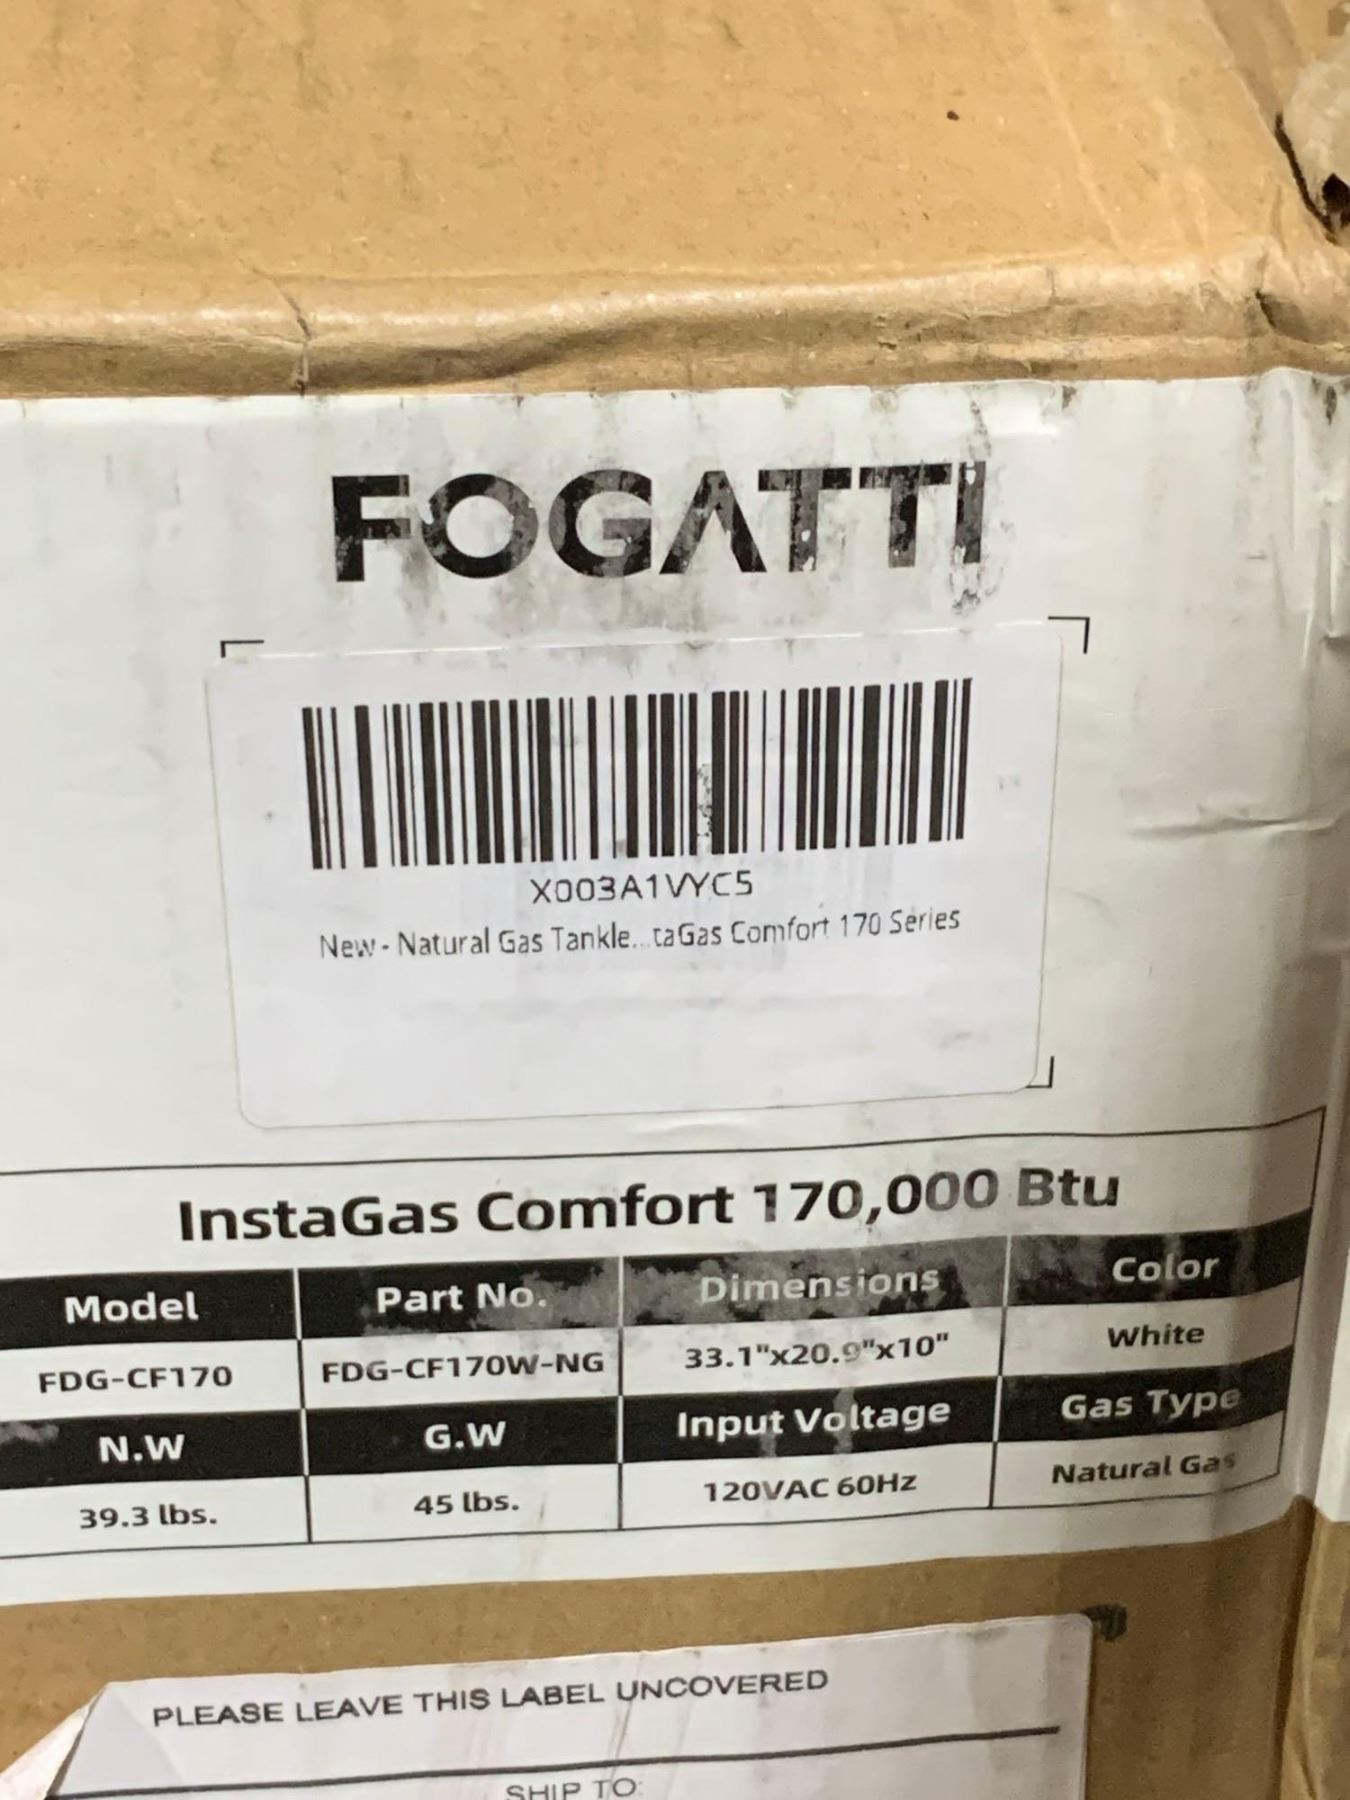 FOGATTI
X003A1VYC5
New - Natural Gas Tankle...taGas Comfort 170 Series
InstaGas Comfort 170,000 Btu
Model Part No. Dimensions Color
FDG-CF170 FDG-CF170W-NG 33.1"x20.9"x10" White
N.W G.W Input Voltage Gas Type
39.3 lbs. 45 lbs. 120VAC 60Hz Natural Gas
PLEASE LEAVE THIS LABEL UNCOVERED
SHIP TO: